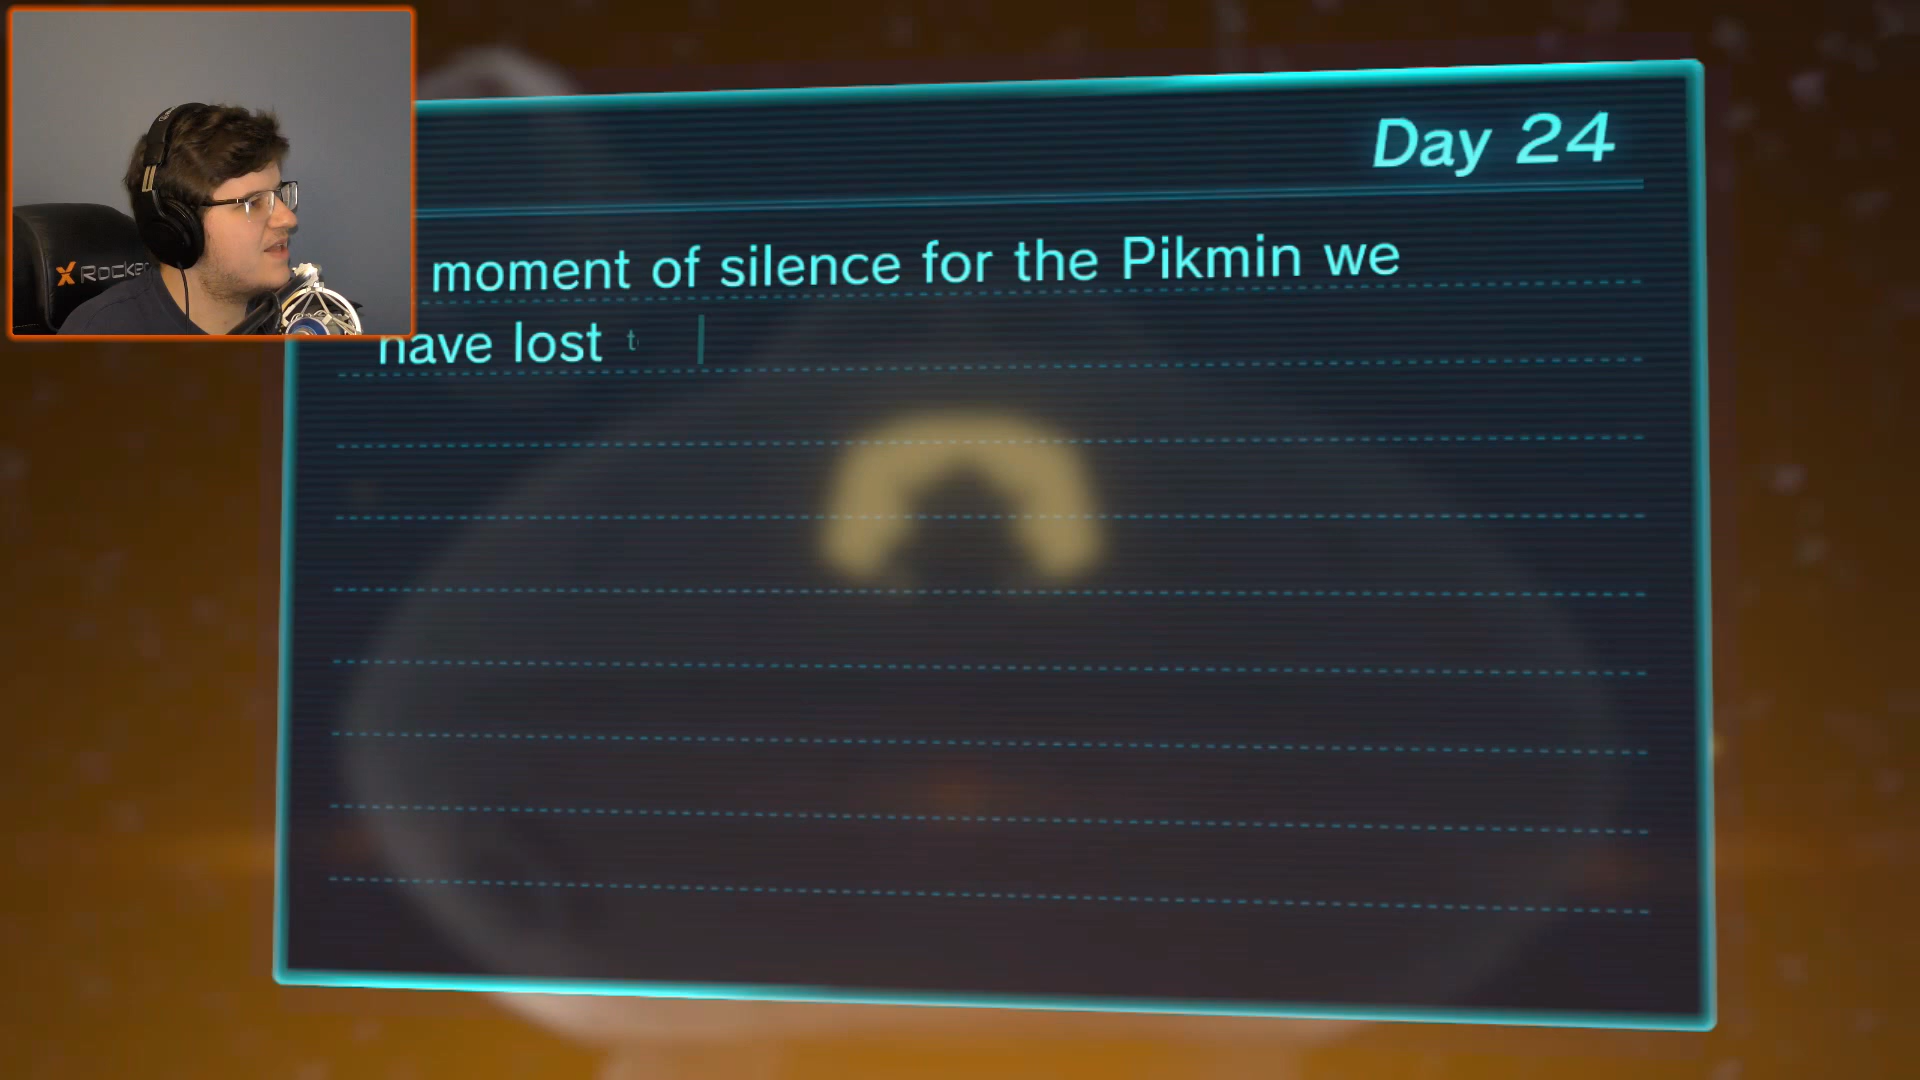 Day 24
moment of silence for the Pikmin we
have lost t
X Rocker